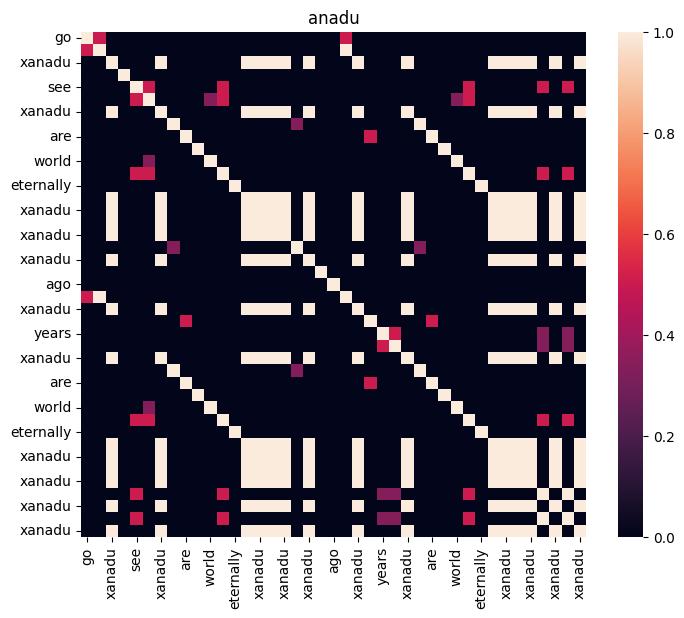 anadu
go
xanadu
see
xanadu
are
world
eternally
xanadu
xanadu
xanadu
ago
xanadu
years
xanadu
are
world
eternally
xanadu
xanadu
xanadu
xanadu
go
xanadu
see
xanadu
are
world
eternally
xanadu
xanadu
xanadu
ago
xanadu
years
xanadu
are
world
eternally
xanadu
xanadu
xanadu
xanadu
1.0
0.8
0.6
0.4
0.2
0.0